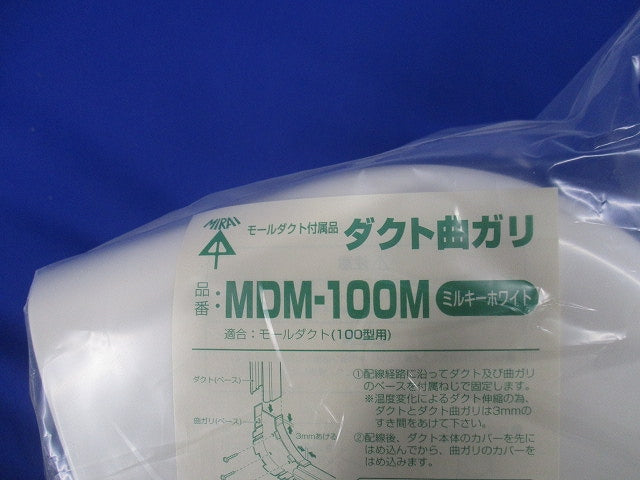 MIRAI
モールダクト付属品 ダクト曲ガリ
品番：MDM-100M ミルキーホワイト
適合：モールダクト(100型用)
ダクト(ベース)
曲ガリ(ベース)
3mmあける
①配線経路に沿ってダクト及び曲ガリ
のベースを付属ねじで固定します。
※温度変化によるダクト伸縮の為、
ダクトとダクト曲ガリは3mmの
すき間をあけて下さい。
②配線後、ダクト本体のカバーを先に
はめ込んでから、曲ガリのカバーを
はめ込みます。